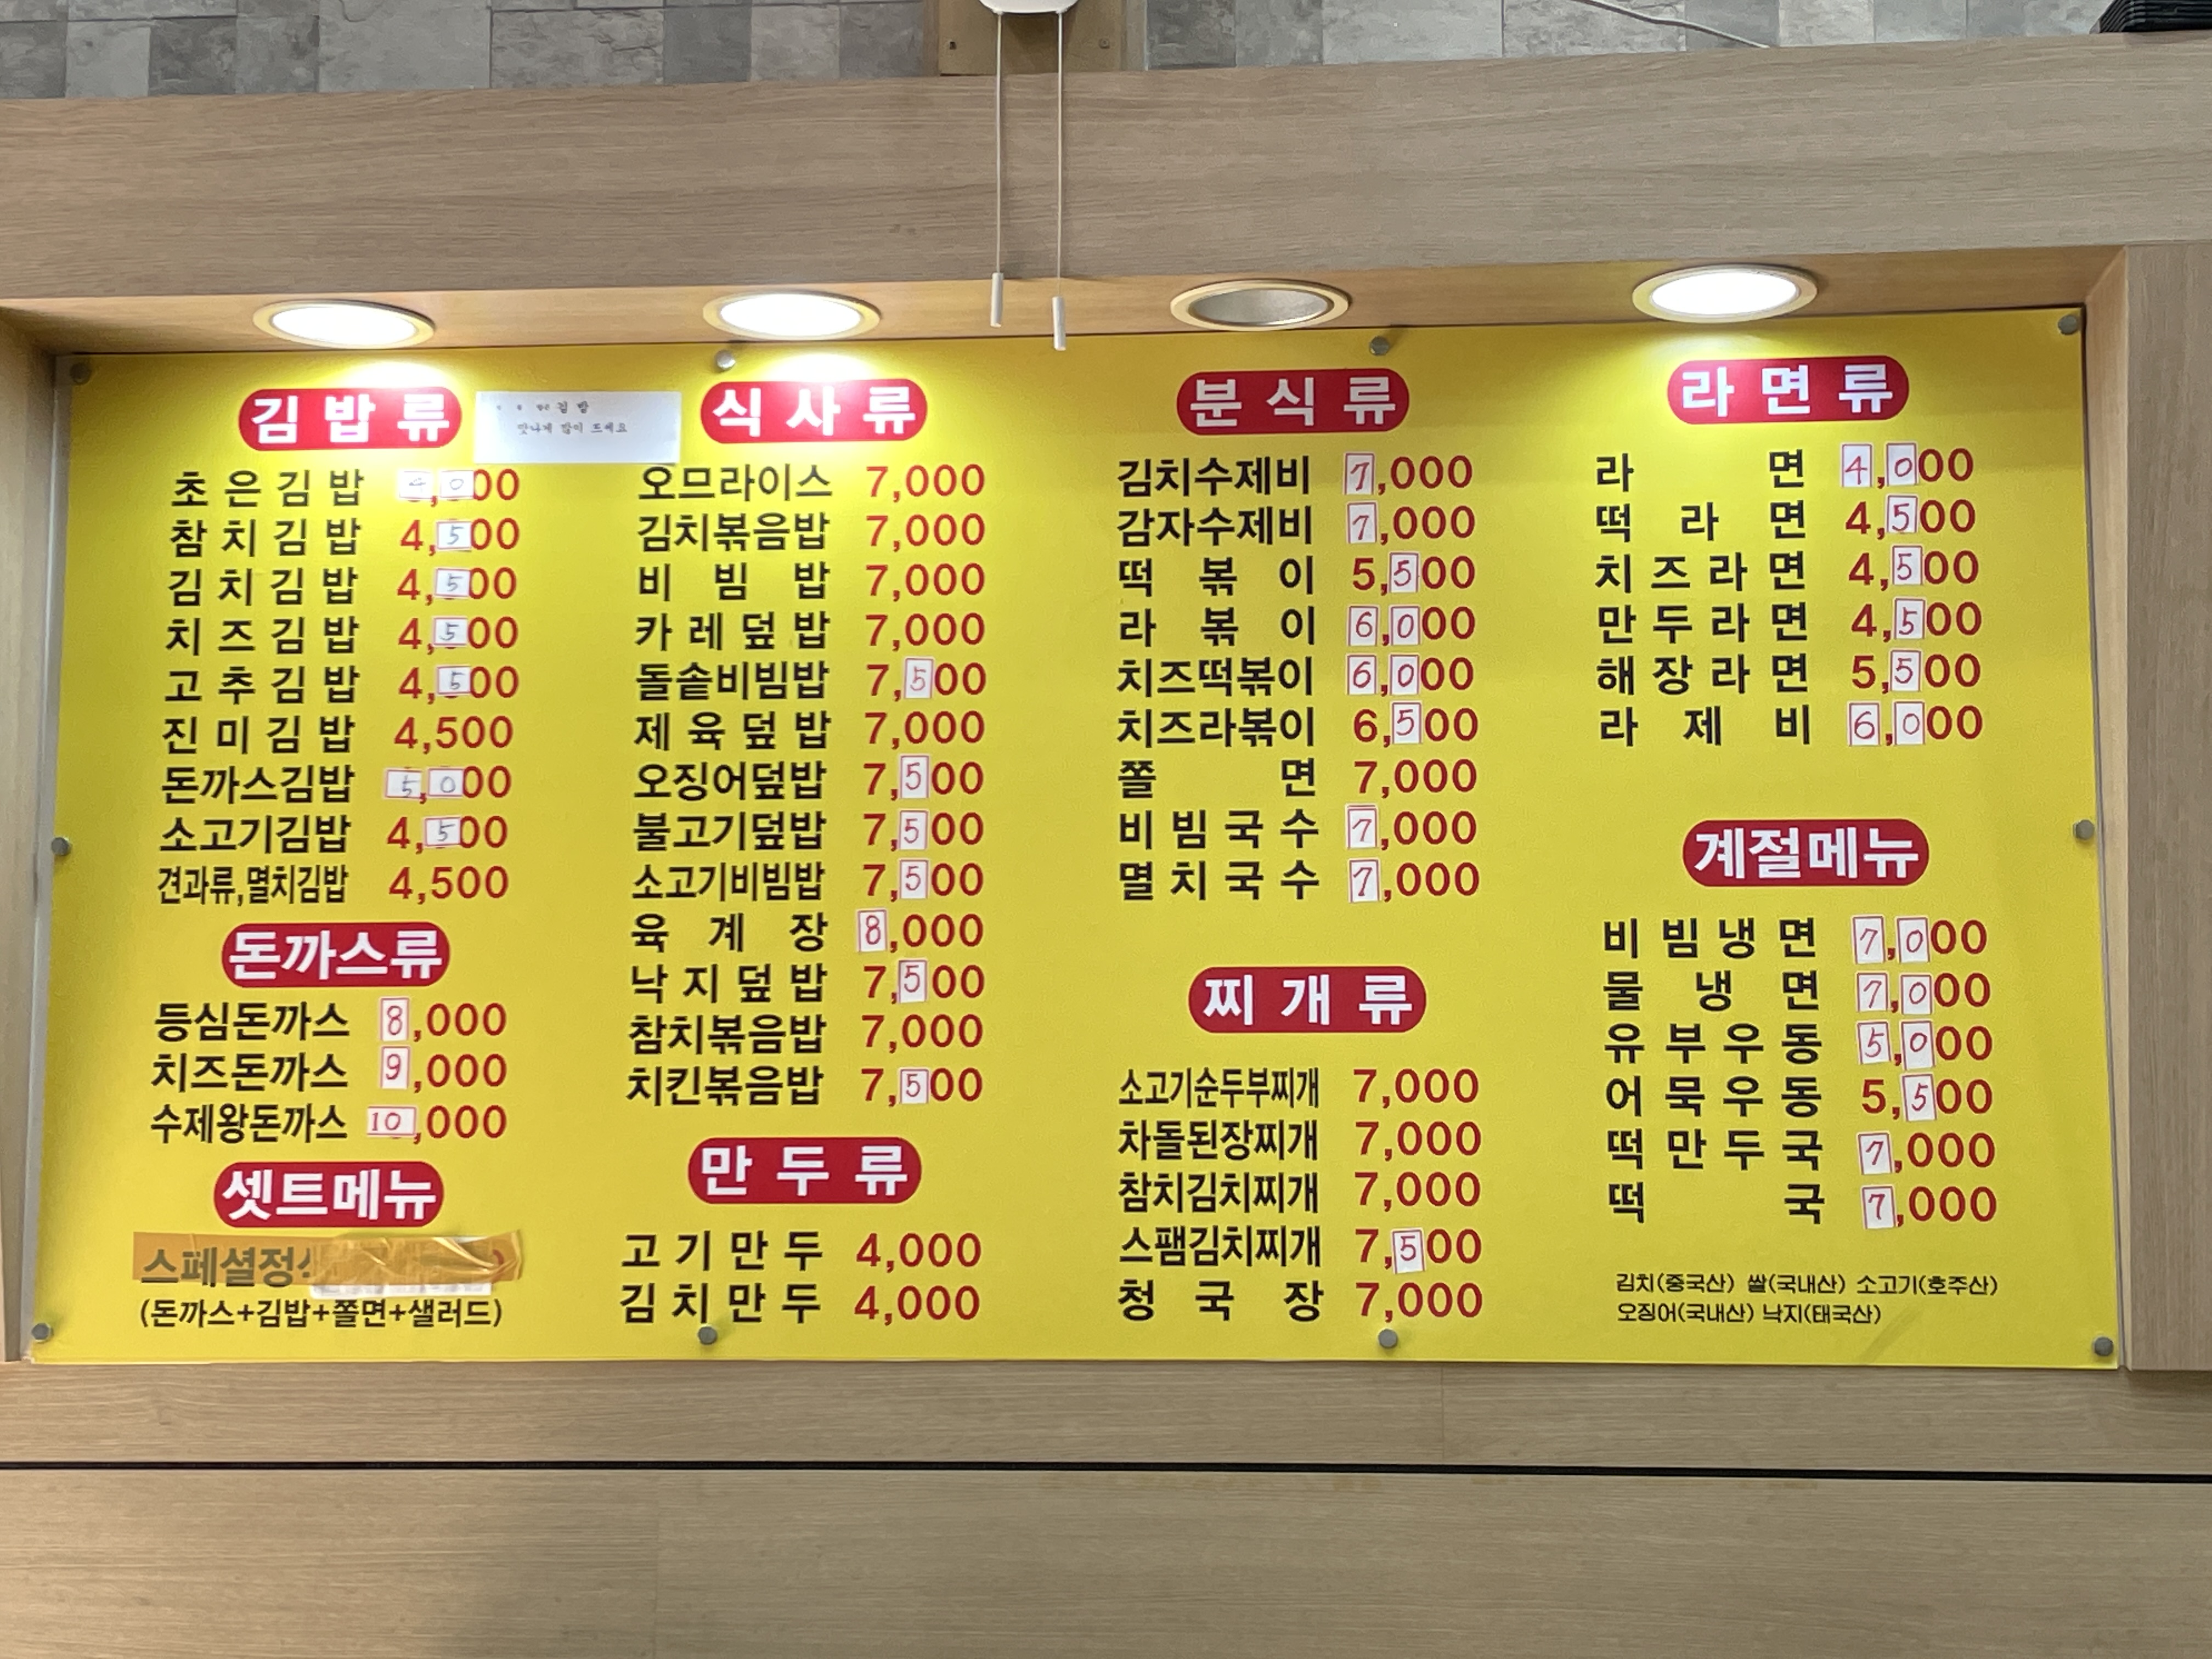 김밥류
김밥
맛나게 많이 드세요
초은김밥 4,000
참치김밥 4,500
김치김밥 4,500
치즈김밥 4,500
고추김밥 4,500
진미김밥 4,500
돈까스김밥 5,000
소고기김밥 4,500
견과류,멸치김밥 4,500
돈까스류
등심돈까스 8,000
치즈돈까스 9,000
수제왕돈까스 10,000
셋트메뉴
스페셜정식
(돈까스+김밥+쫄면+샐러드)
식사류
오므라이스 7,000
김치볶음밥 7,000
비빔밥 7,000
카레덮밥 7,000
돌솥비빔밥 7,500
제육덮밥 7,000
오징어덮밥 7,500
불고기덮밥 7,500
소고기비빔밥 7,500
육계장 8,000
낙지덮밥 7,500
참치볶음밥 7,000
치킨볶음밥 7,500
만두류
고기만두 4,000
김치만두 4,000
분식류
김치수제비 7,000
감자수제비 7,000
떡볶이 5,500
라볶이 6,000
치즈떡볶이 6,000
치즈라볶이 6,500
쫄면 7,000
비빔국수 7,000
멸치국수 7,000
찌개류
소고기순두부찌개 7,000
차돌된장찌개 7,000
참치김치찌개 7,000
스팸김치찌개 7,500
청국장 7,000
라면류
라면 4,000
떡라면 4,500
치즈라면 4,500
만두라면 4,500
해장라면 5,500
라제비 6,000
계절메뉴
비빔냉면 7,000
물냉면 7,000
유부우동 5,000
어묵우동 5,500
떡만두국 7,000
떡국 7,000
김치(중국산) 쌀(국내산) 소고기(호주산)
오징어(국내산) 낙지(태국산)